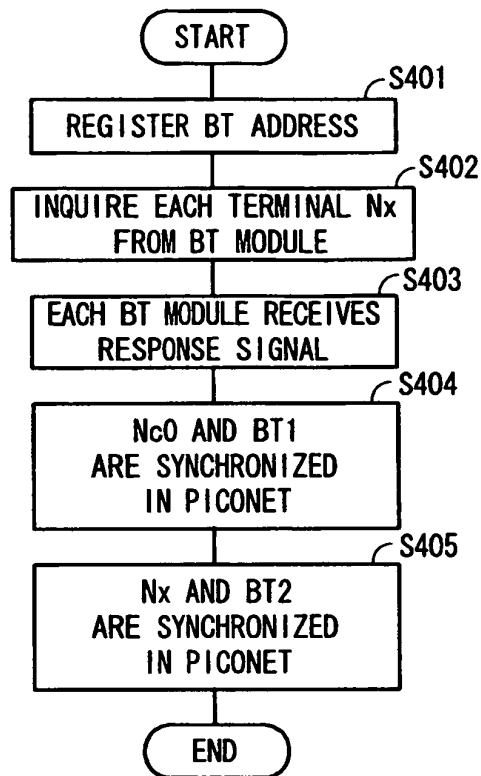 START
S401
REGISTER BT ADDRESS
S402
INQUIRE EACH TERMINAL Nx
FROM BT MODULE
S403
EACH BT MODULE RECEIVES
RESPONSE SIGNAL
S404
Nc0 AND BT1
ARE SYNCHRONIZED
IN PICONET
S405
Nx AND BT2
ARE SYNCHRONIZED
IN PICONET
END